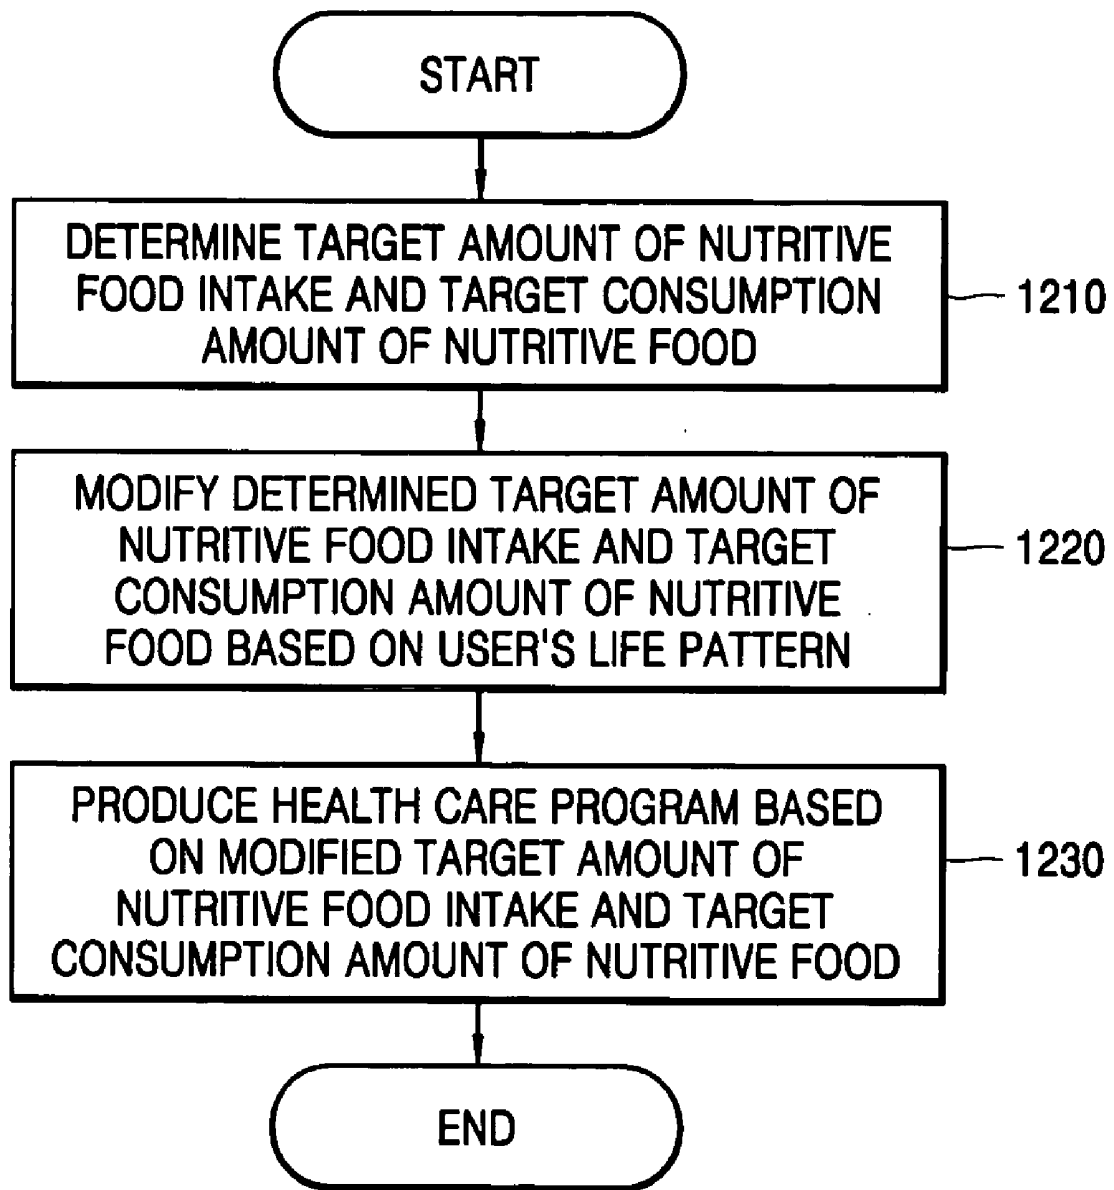 START
DETERMINE TARGET AMOUNT OF NUTRITIVE
FOOD INTAKE AND TARGET CONSUMPTION
AMOUNT OF NUTRITIVE FOOD
1210
MODIFY DETERMINED TARGET AMOUNT OF
NUTRITIVE FOOD INTAKE AND TARGET
CONSUMPTION AMOUNT OF NUTRITIVE
FOOD BASED ON USER'S LIFE PATTERN
1220
PRODUCE HEALTH CARE PROGRAM BASED
ON MODIFIED TARGET AMOUNT OF
NUTRITIVE FOOD INTAKE AND TARGET
CONSUMPTION AMOUNT OF NUTRITIVE FOOD
1230
END